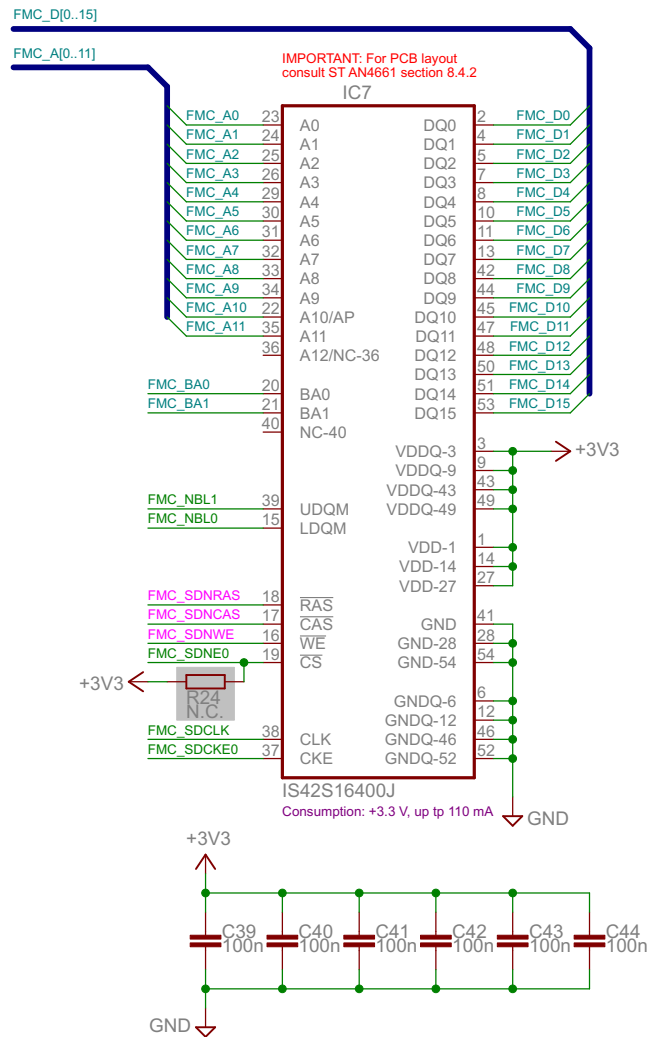 FMC_D[0..15]
FMC_A[0..11]
IMPORTANT: For PCB layout
consult ST AN4661 section 8.4.2
IC7
FMC_A0 23 A0 DQ0 2 FMC_D0
FMC_A1 24 A1 DQ1 4 FMC_D1
FMC_A2 25 A2 DQ2 5 FMC_D2
FMC_A3 26 A3 DQ3 7 FMC_D3
FMC_A4 29 A4 DQ4 8 FMC_D4
FMC_A5 30 A5 DQ5 10 FMC_D5
FMC_A6 31 A6 DQ6 11 FMC_D6
FMC_A7 32 A7 DQ7 13 FMC_D7
FMC_A8 33 A8 DQ8 42 FMC_D8
FMC_A9 34 A9 DQ9 44 FMC_D9
FMC_A10 22 A10/AP DQ10 45 FMC_D10
FMC_A11 35 A11 DQ11 47 FMC_D11
36 A12/NC-36 DQ12 48 FMC_D12
DQ13 50 FMC_D13
FMC_BA0 20 BA0 DQ14 51 FMC_D14
FMC_BA1 21 BA1 DQ15 53 FMC_D15
40 NC-40
VDDQ-3 3 +3V3
VDDQ-9 9
VDDQ-43 43
FMC_NBL1 39 UDQM VDDQ-49 49
FMC_NBL0 15 LDQM
VDD-1 1
VDD-14 14
VDD-27 27
FMC_SDNRAS 18 RAS
FMC_SDNCAS 17 CAS GND 41
FMC_SDNWE 16 WE GND-28 28
FMC_SDNE0 19 CS GND-54 54
+3V3
R24
N.C.
GNDQ-6 6
GNDQ-12 12
FMC_SDCLK 38 CLK GNDQ-46 46
FMC_SDCKE0 37 CKE GNDQ-52 52
IS42S16400J
Consumption: +3.3 V, up tp 110 mA
GND
+3V3
C39 C40 C41 C42 C43 C44
100n 100n 100n 100n 100n 100n
GND